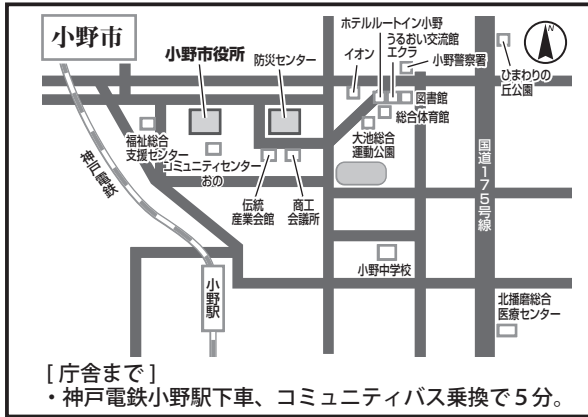 小野市
小野市役所
防災センター
ホテルルートイン小野
うるおい交流館
エクラ
イオン
小野警察署
ひまわりの
丘公園
N
図書館
総合体育館
大池総合
運動公園
福祉総合
支援センター
コミュニティセンター
おの
伝統
産業会館
商工
会議所
神戸電鉄
国道175号線
小野中学校
小野駅
北播磨総合
医療センター
[庁舎まで]
・神戸電鉄小野駅下車、コミュニティバス乗換で5分。